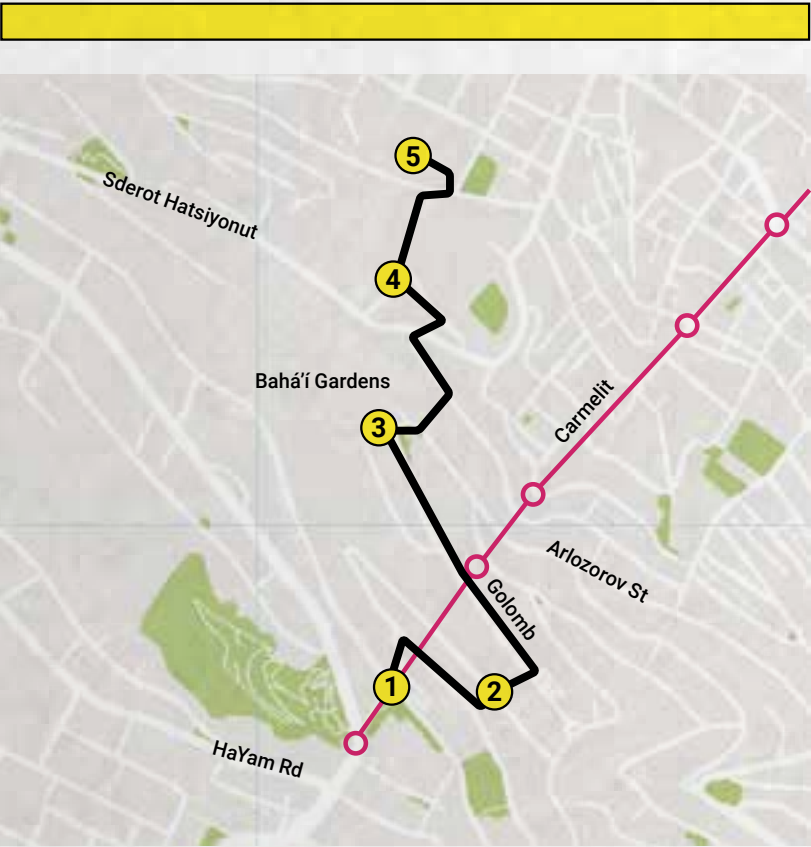 5
Sderot Hatsiyonut
4
Bahá'í Gardens
Carmelit
3
Arlozorov St
Golomb
1
2
HaYam Rd